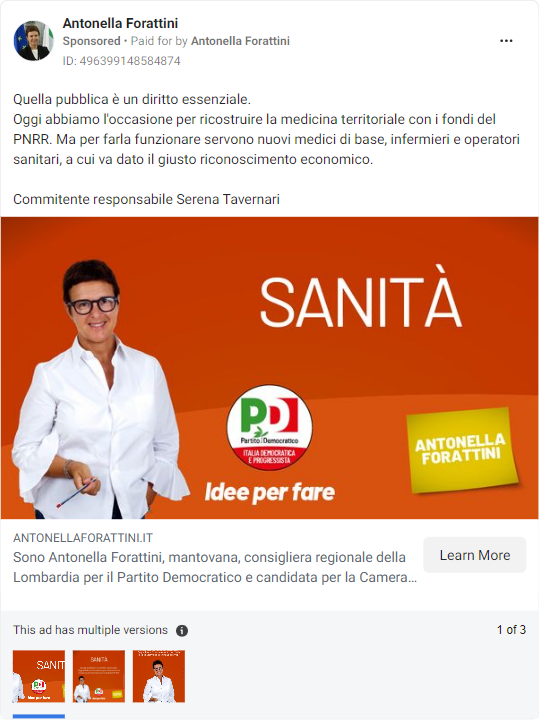 Antonella Forattini
Sponsored • Paid for by Antonella Forattini
ID: 496399148584874
Quella pubblica è un diritto essenziale.
Oggi abbiamo l'occasione per ricostruire la medicina territoriale con i fondi del
PNRR. Ma per farla funzionare servono nuovi medici di base, infermieri e operatori
sanitari, a cui va dato il giusto riconoscimento economico.
Commitente responsabile Serena Tavernari
SANITÀ
PD
Partito Democratico
ITALIA DEMOCRATICA
E PROGRESSISTA
ANTONELLA
FORATTINI
Idee per fare
ANTONELLAFORATTINI.IT
Sono Antonella Forattini, mantovana, consigliera regionale della
Lombardia per il Partito Democratico e candidata per la Camera...
Learn More
This ad has multiple versions
1 of 3
SANITÀ
Idee per fare
SANITÀ